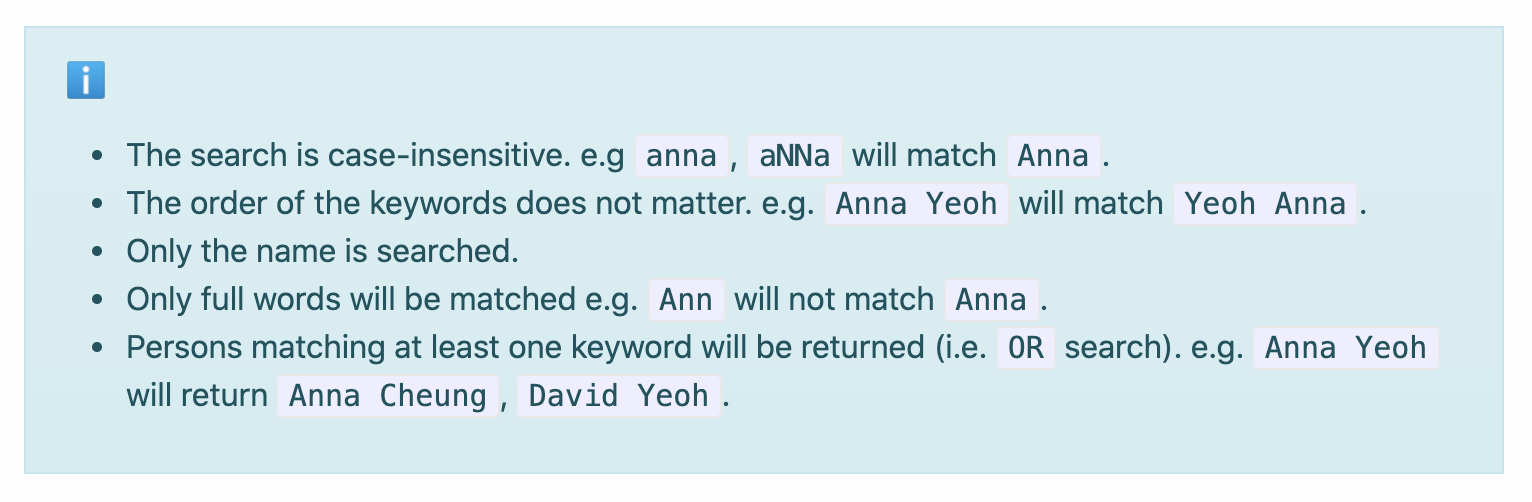 i
• The search is case-insensitive. e.g anna, aNNa will match Anna.
• The order of the keywords does not matter. e.g. Anna Yeoh will match Yeoh Anna.
• Only the name is searched.
• Only full words will be matched e.g. Ann will not match Anna.
• Persons matching at least one keyword will be returned (i.e. OR search). e.g. Anna Yeoh
will return Anna Cheung, David Yeoh.